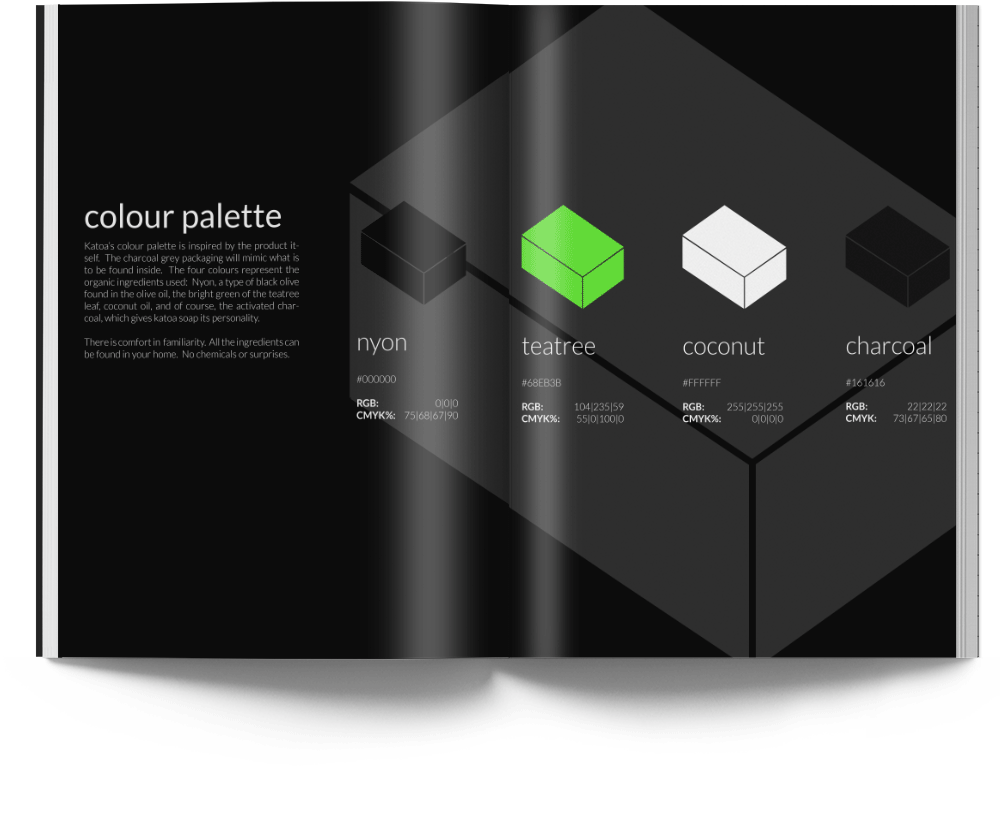 colour palette
Katoa's colour palette is inspired by the product it-
self. The charcoal grey packaging will mimic what is
to be found inside. The four colours represent the
organic ingredients used: Nyon, a type of black olive
found in the olive oil, the bright green of the teatree
leaf, coconut oil, and of course, the activated char-
coal, which gives katoa soap its personality.
There is comfort in familiarity. All the ingredients can
be found in your home. No chemicals or surprises.
nyon
#000000
RGB: 0|0|0
CMYK%: 75|68|67|90
teatree
#68EB3B
RGB: 104|235|59
CMYK%: 55|0|100|0
coconut
#FFFFFF
RGB: 255|255|255
CMYK%: 0|0|0|0
charcoal
#161616
RGB: 22|22|22
CMYK: 73|67|65|80